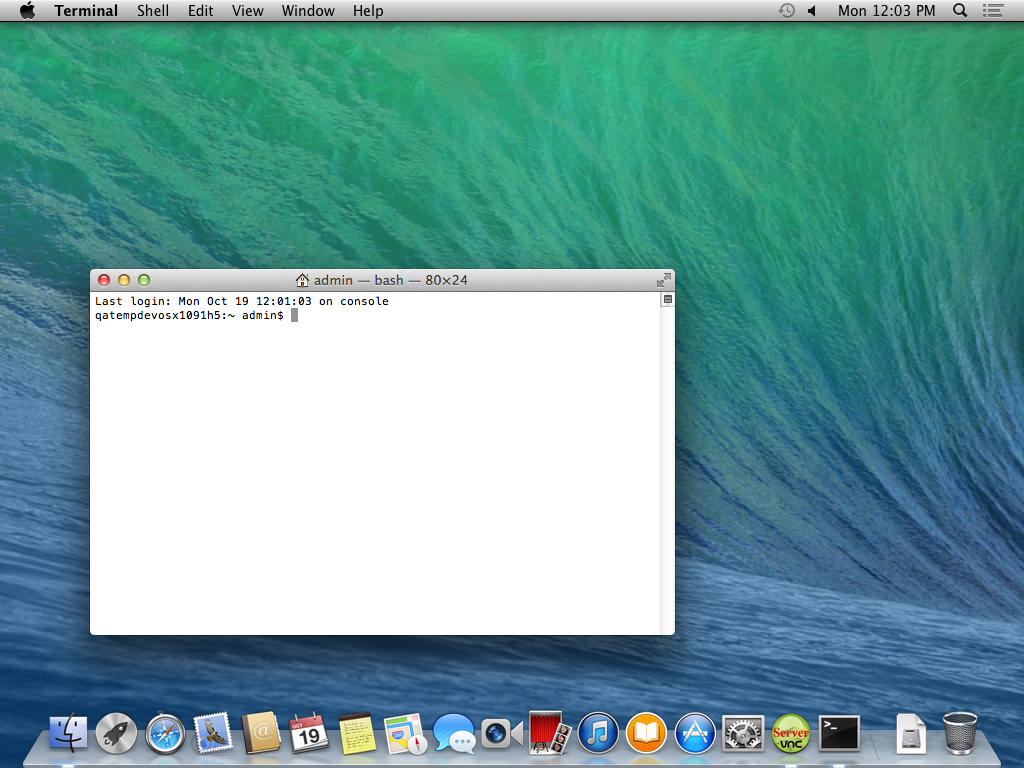 Terminal Shell Edit View Window Help Mon 12:03 PM
admin — bash — 80×24
Last login: Mon Oct 19 12:01:03 on console
qatempdevosx1091h5:~ admin$
OCT
19
Server
VNC
>_